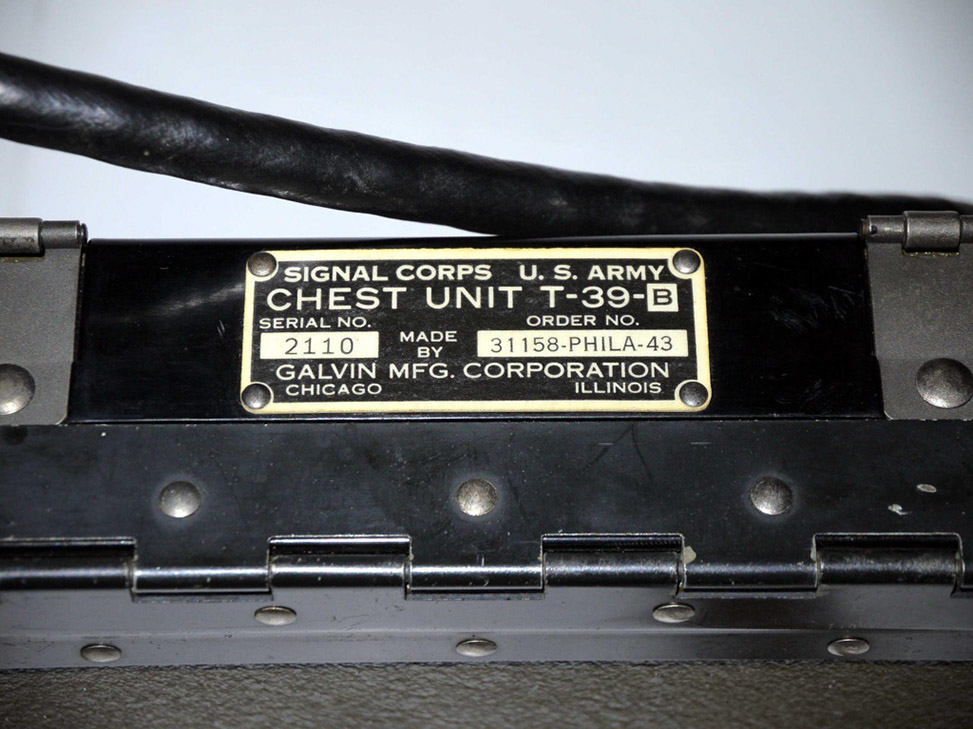 SIGNAL CORPS U. S. ARMY
CHEST UNIT T-39-B
SERIAL NO. ORDER NO.
2110 MADE BY 31158-PHILA-43
GALVIN MFG. CORPORATION
CHICAGO ILLINOIS